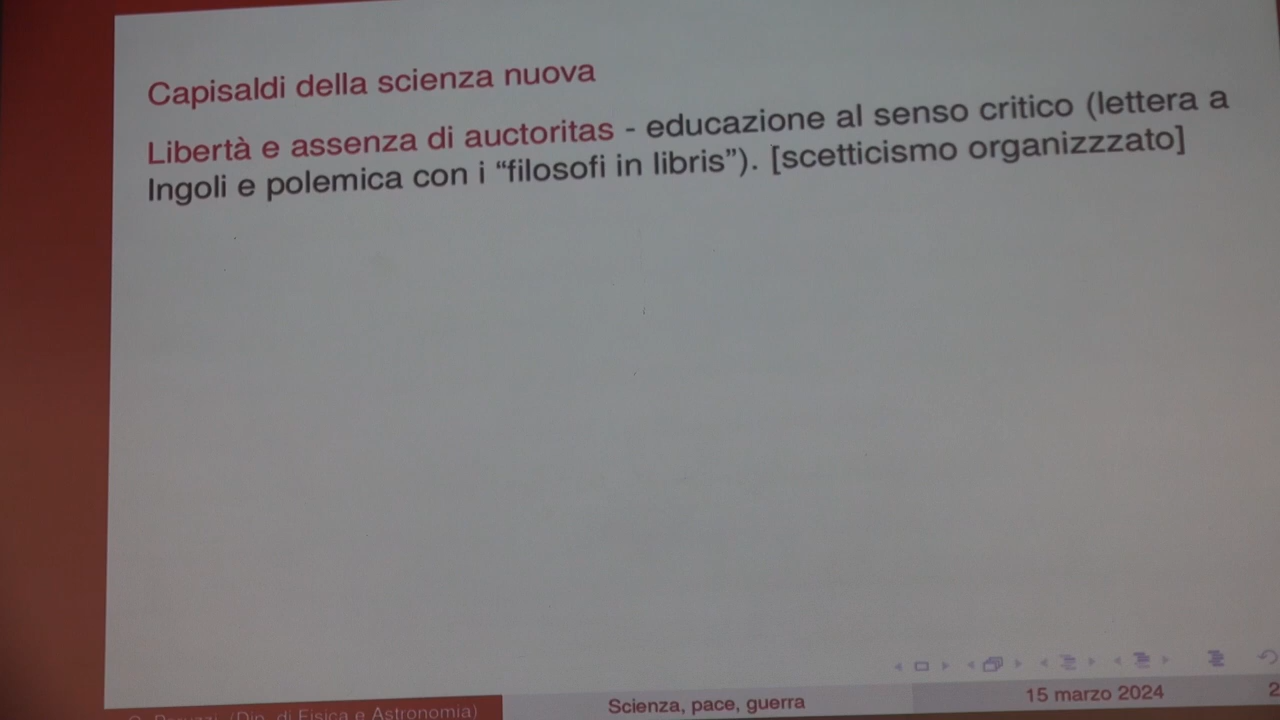 Capisaldi della scienza nuova
Libertà e assenza di auctoritas - educazione al senso critico (lettera a
Ingoli e polemica con i “filosofi in libris”). [scetticismo organizzzato]
(Dip. di Fisica e Astronomia)
Scienza, pace, guerra
15 marzo 2024